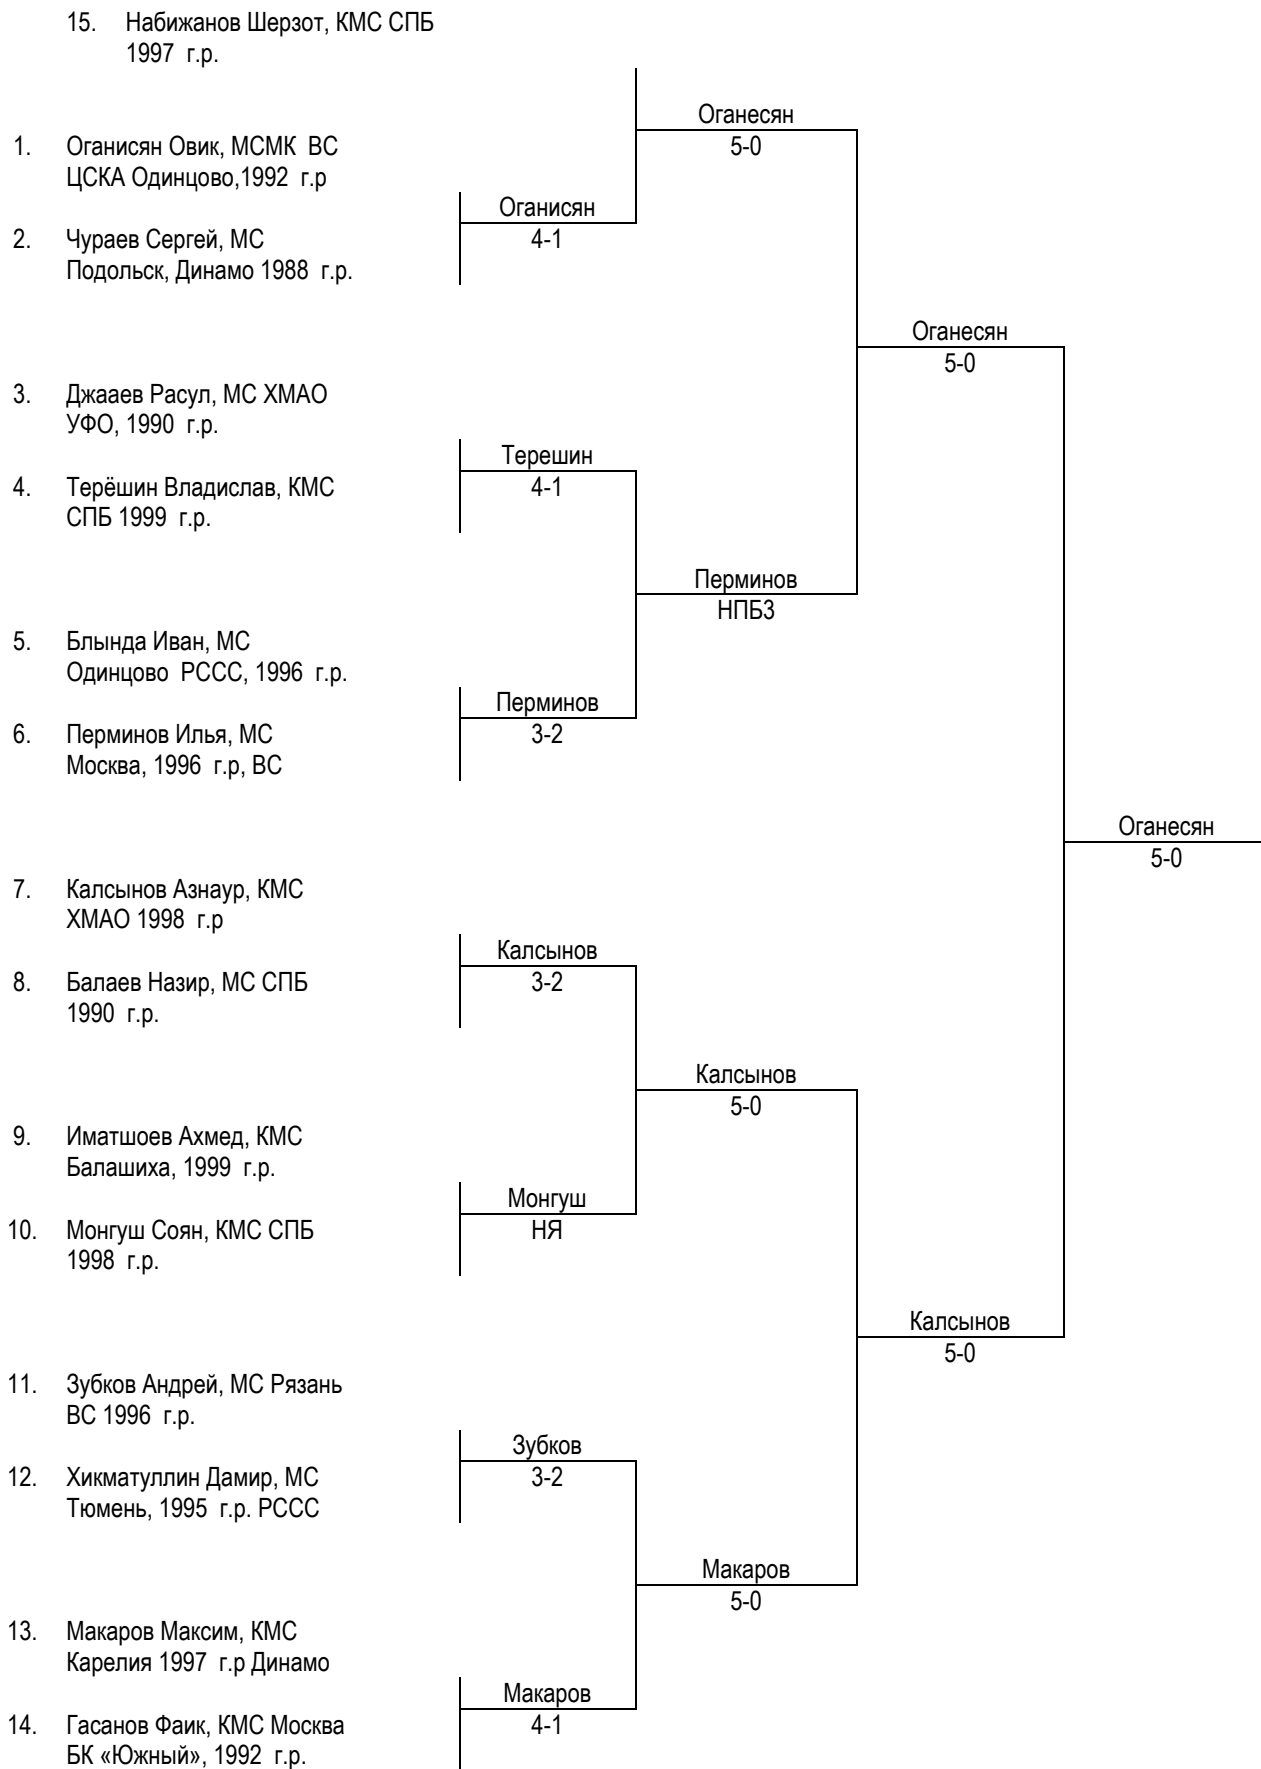 15. Набижанов Шерзот, КМС СПБ
1997 г.р.
Оганесян
5-0
1. Оганисян Овик, МСМК ВС
ЦСКА Одинцово,1992 г.р
Оганисян
4-1
2. Чураев Сергей, МС
Подольск, Динамо 1988 г.р.
Оганесян
5-0
3. Джааев Расул, МС ХМАО
УФО, 1990 г.р.
Терешин
4-1
4. Терёшин Владислав, КМС
СПБ 1999 г.р.
Перминов
НПБ3
5. Блында Иван, МС
Одинцово РССС, 1996 г.р.
Перминов
3-2
6. Перминов Илья, МС
Москва, 1996 г.р, ВС
Оганесян
5-0
7. Калсынов Азнаур, КМС
ХМАО 1998 г.р
Калсынов
3-2
8. Балаев Назир, МС СПБ
1990 г.р.
Калсынов
5-0
9. Иматшоев Ахмед, КМС
Балашиха, 1999 г.р.
Монгуш
НЯ
10. Монгуш Соян, КМС СПБ
1998 г.р.
Калсынов
5-0
11. Зубков Андрей, МС Рязань
ВС 1996 г.р.
Зубков
3-2
12. Хикматуллин Дамир, МС
Тюмень, 1995 г.р. РССС
Макаров
5-0
13. Макаров Максим, КМС
Карелия 1997 г.р Динамо
Макаров
4-1
14. Гасанов Фаик, КМС Москва
БК «Южный», 1992 г.р.